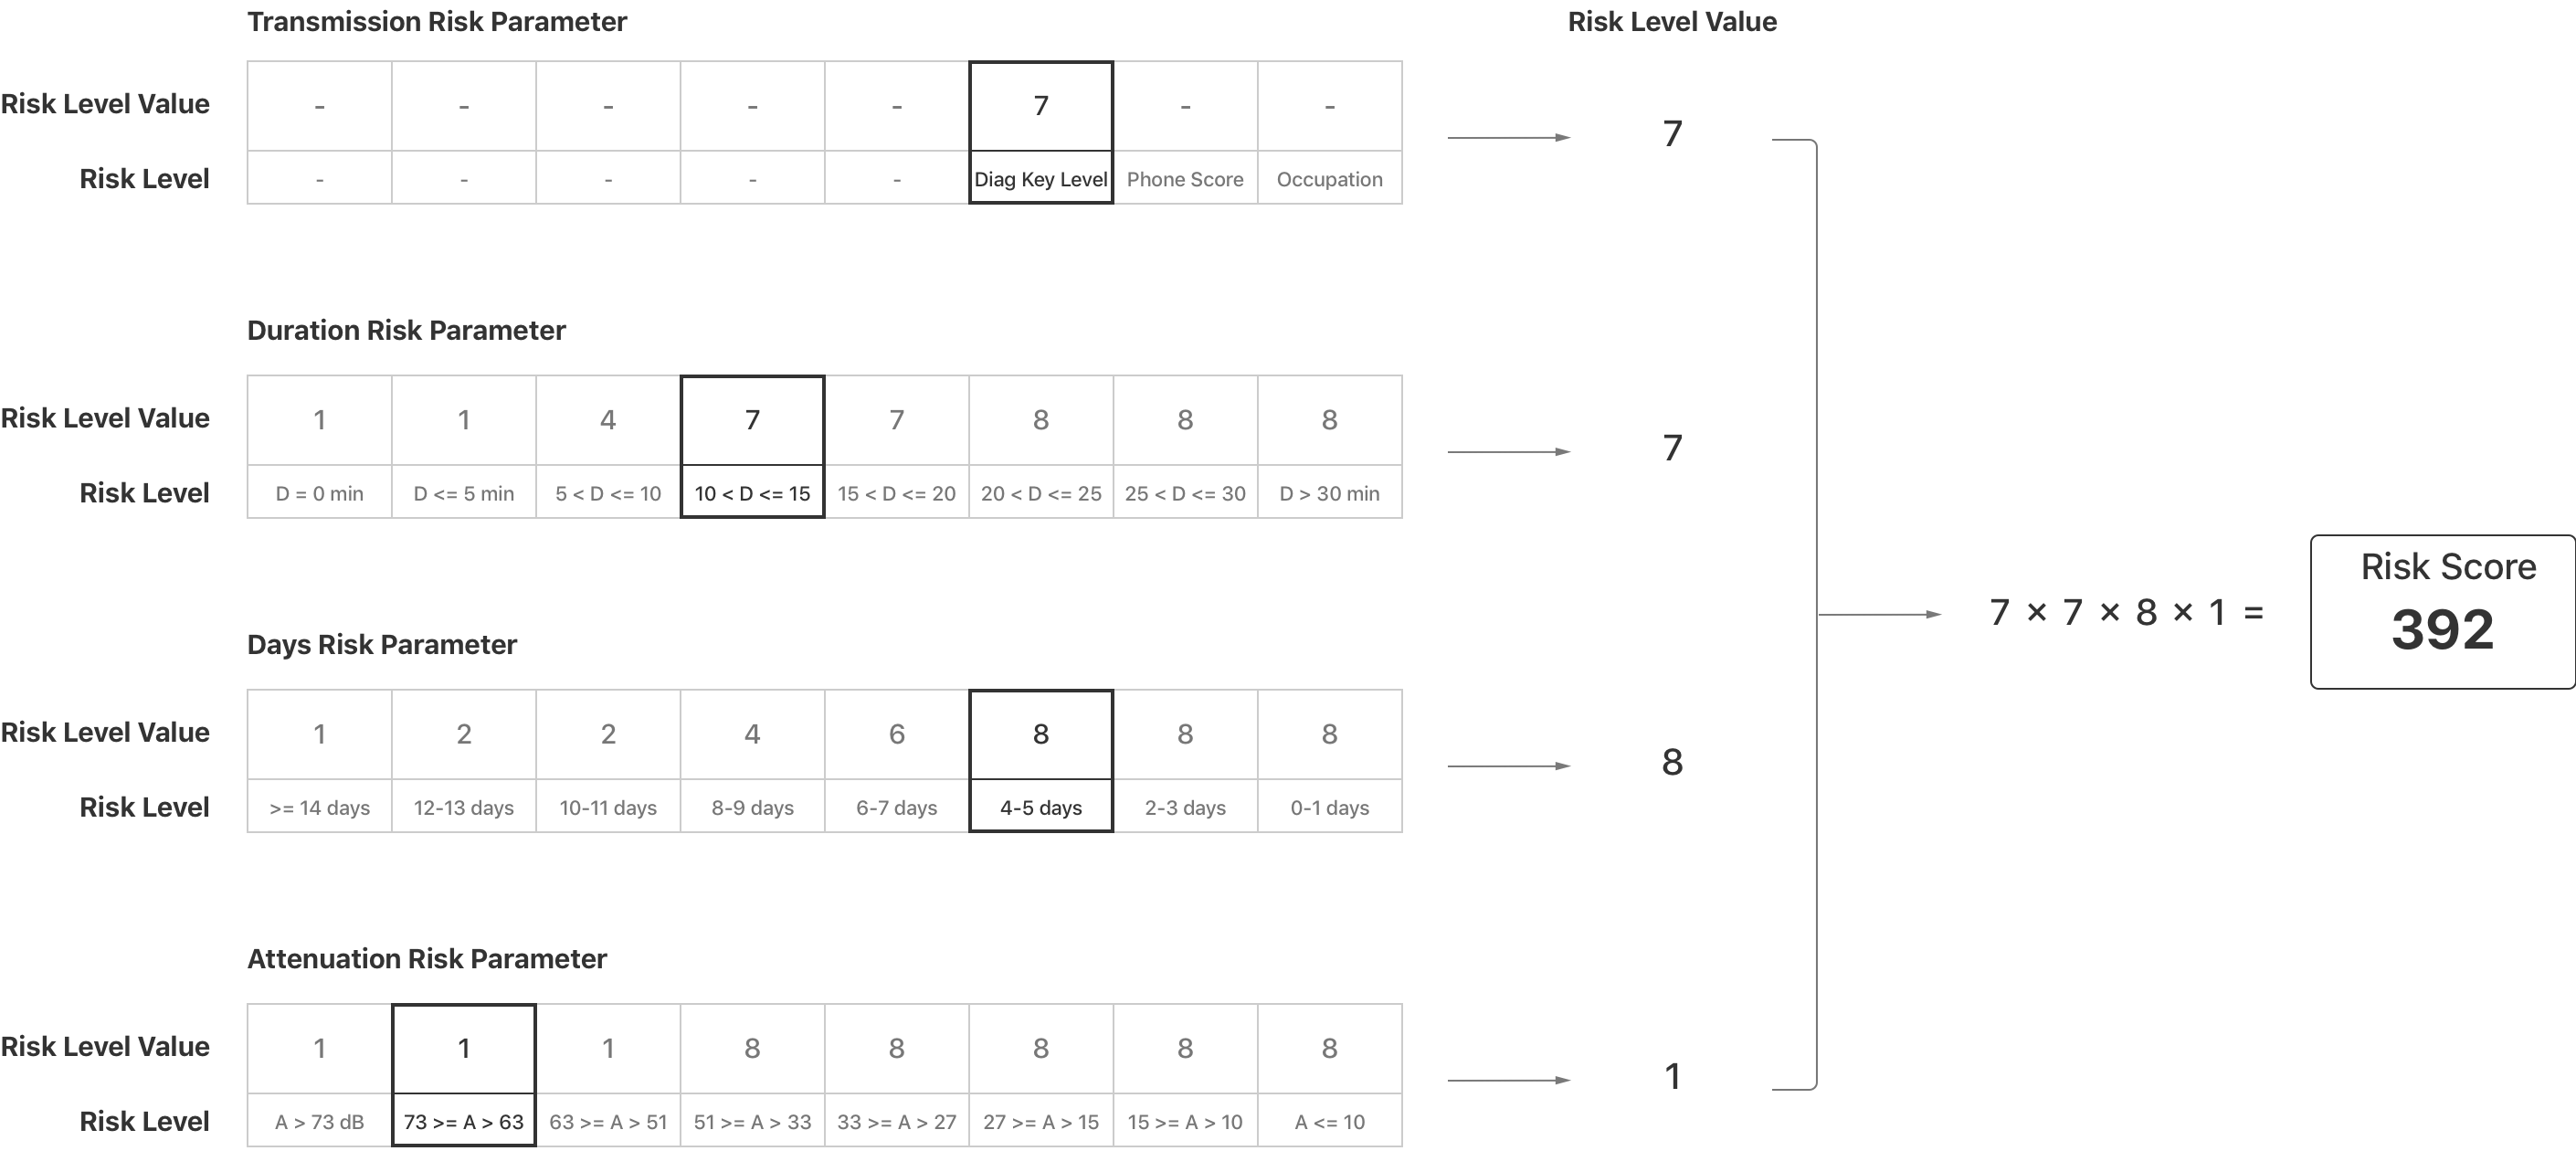 Transmission Risk Parameter
Risk Level Value
Risk Level Value - - - - - 7 - -
7
Risk Level - - - - - Diag Key Level Phone Score Occupation
Duration Risk Parameter
Risk Level Value 1 1 4 7 7 8 8 8
7
Risk Level D = 0 min D <= 5 min 5 < D <= 10 10 < D <= 15 15 < D <= 20 20 < D <= 25 25 < D <= 30 D > 30 min
Risk Score
7 × 7 × 8 × 1 =
392
Days Risk Parameter
Risk Level Value 1 2 2 4 6 8 8 8
8
Risk Level >= 14 days 12-13 days 10-11 days 8-9 days 6-7 days 4-5 days 2-3 days 0-1 days
Attenuation Risk Parameter
Risk Level Value 1 1 1 8 8 8 8 8
1
Risk Level A > 73 dB 73 >= A > 63 63 >= A > 51 51 >= A > 33 33 >= A > 27 27 >= A > 15 15 >= A > 10 A <= 10